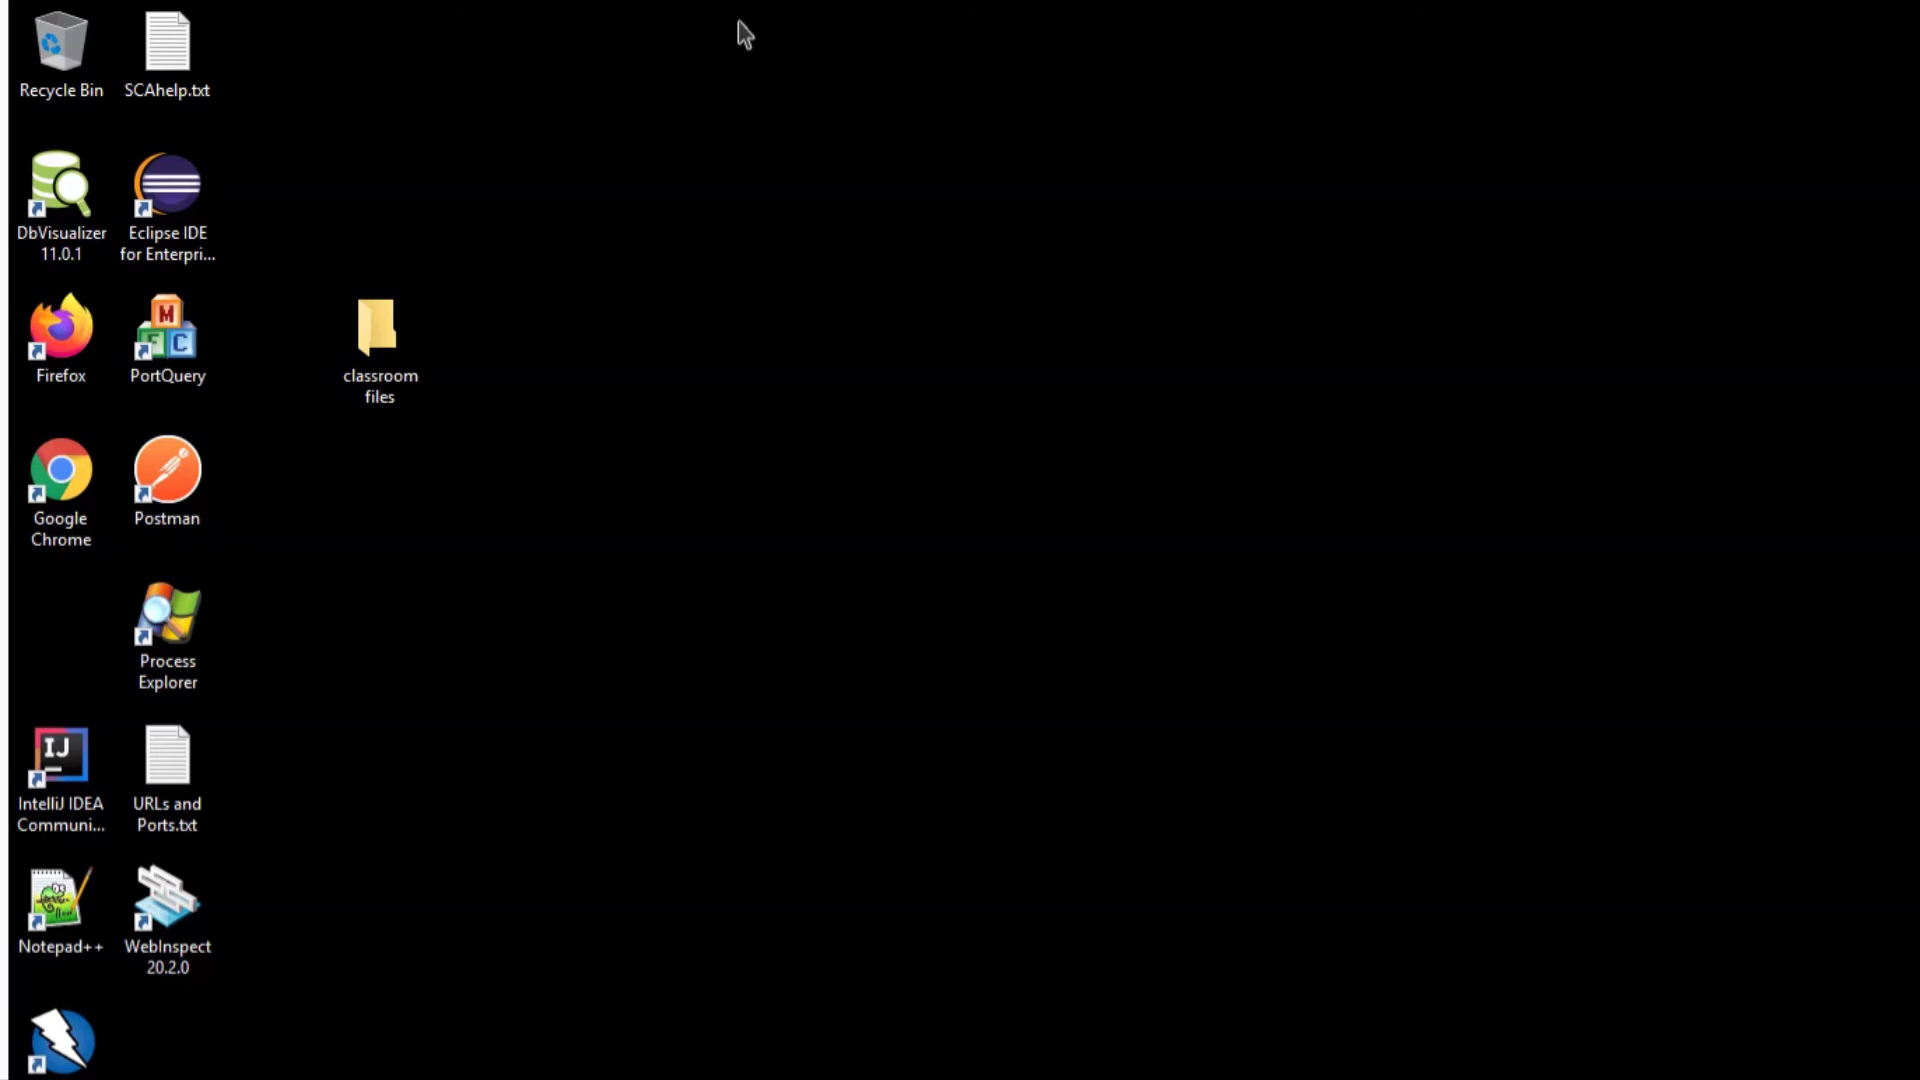 Recycle Bin
SCAhelp.txt
DbVisualizer
11.0.1
Eclipse IDE
for Enterpri...
Firefox
M
F C
PortQuery
classroom
files
Google
Chrome
Postman
Process
Explorer
IJ
IntelliJ IDEA
Communi...
URLs and
Ports.txt
Notepad++
WebInspect
20.2.0